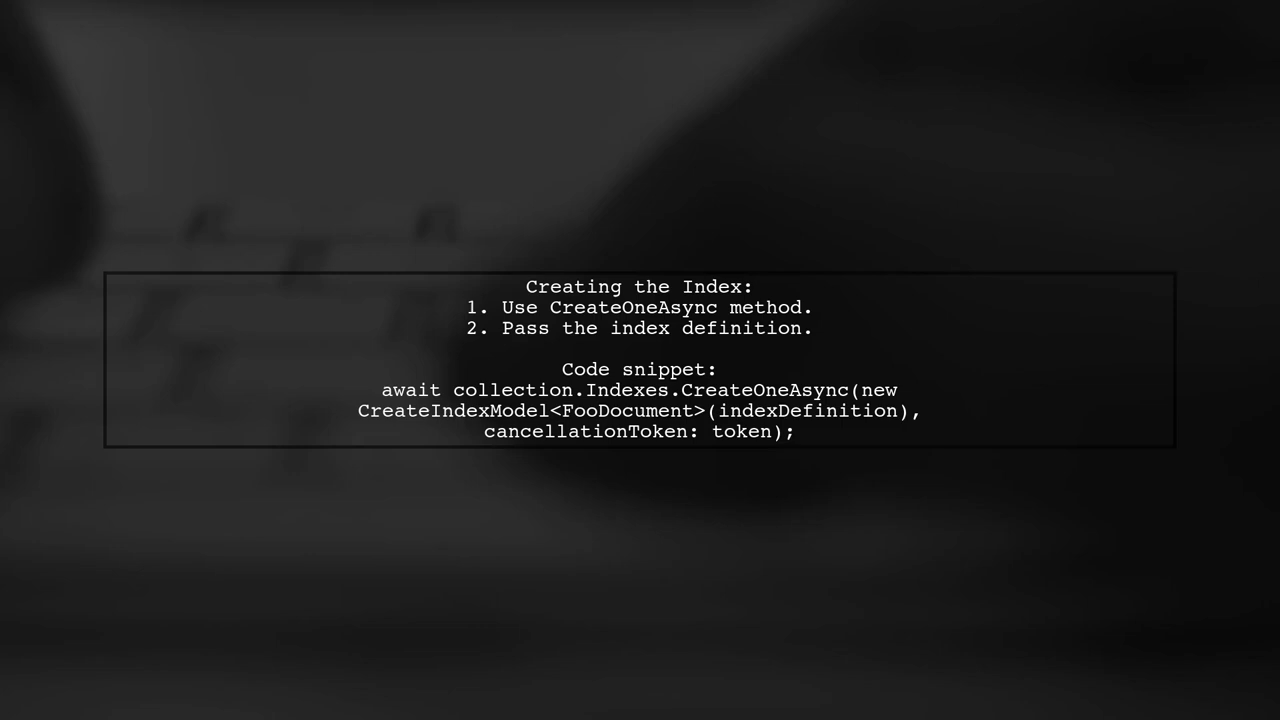 Creating the Index:
1. Use CreateOneAsync method.
2. Pass the index definition.
Code snippet:
await collection.Indexes.CreateOneAsync(new
CreateIndexModel<FooDocument>(indexDefinition),
cancellationToken: token);